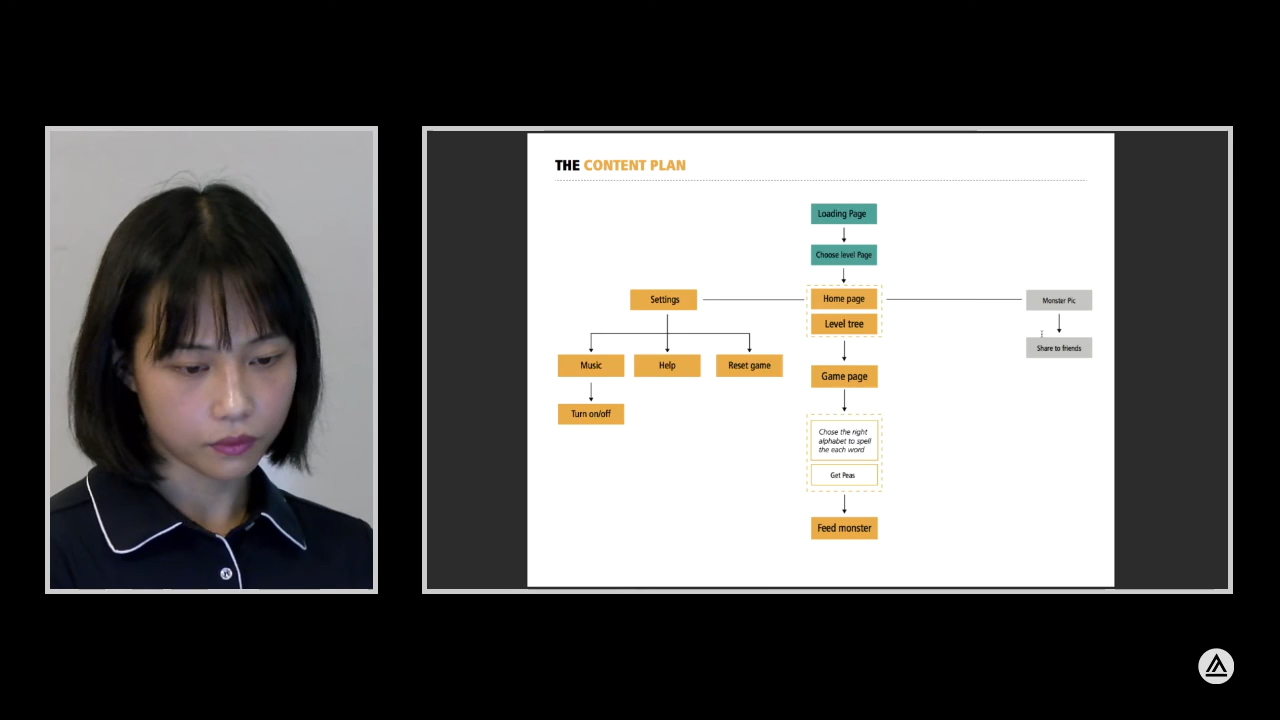 THE CONTENT PLAN
Loading Page
Choose level Page
Settings
Home page
Monster Pic
Level tree
Share to friends
Music
Help
Reset game
Game page
Turn on/off
Chose the right
alphabet to spell
the each word
Get Peas
Feed monster